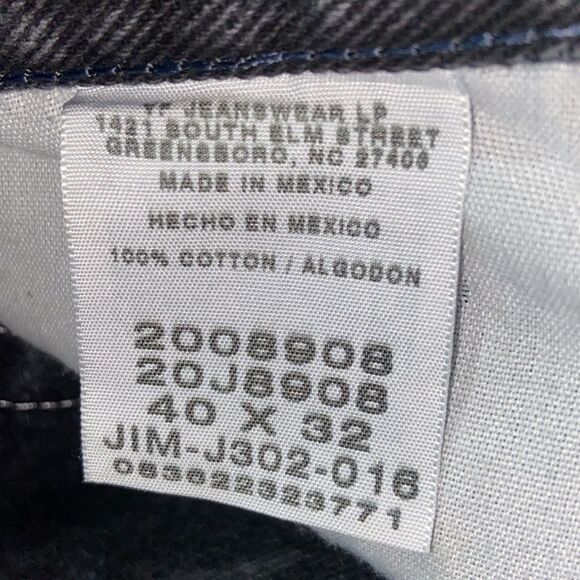 VF JEANSWEAR LP
1421 SOUTH ELM STREET
GREENSBORO, NC 27406
MADE IN MEXICO
HECHO EN MEXICO
100% COTTON / ALGODON
2008908
20J8908
40 X 32
JIM-J302-016
083622323771